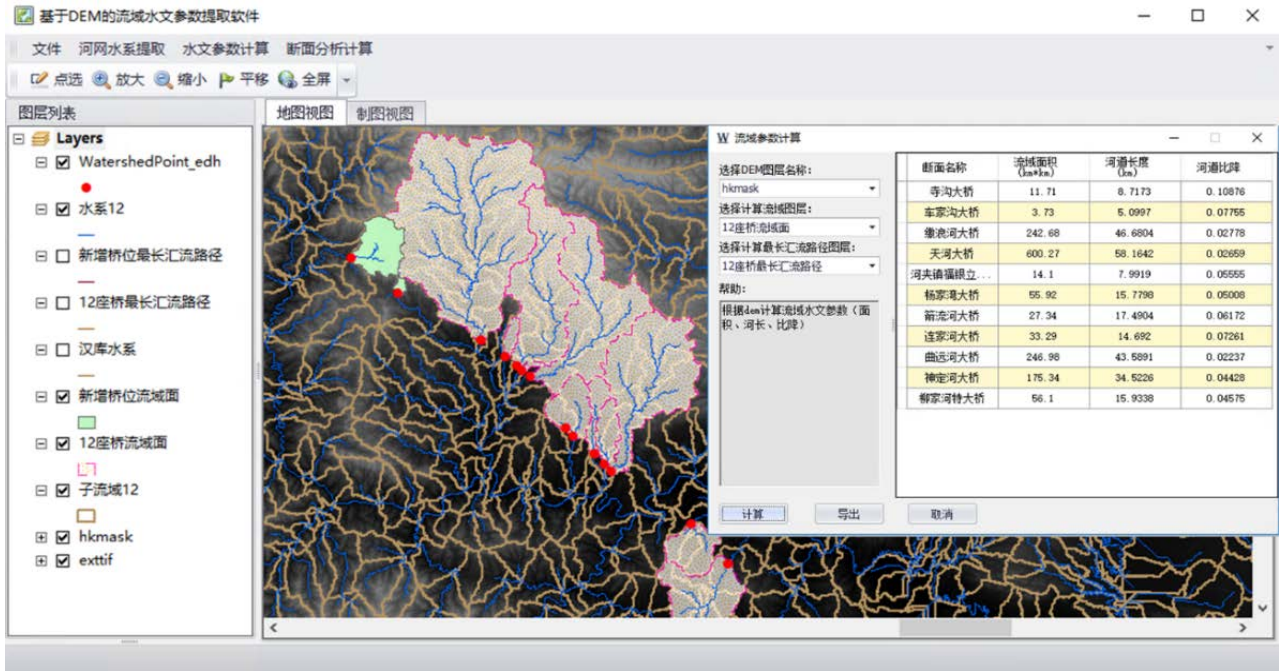 基于DEM的流域水文参数提取软件
文件 河网水系提取 水文参数计算 断面分析计算
点选 放大 缩小 平移 全屏
图层列表
地图视图 制图视图
Layers
WatershedPoint_edh
水系12
新增桥位最长汇流路径
12座桥最长汇流路径
汉库水系
新增桥位流域面
12座桥流域面
子流域12
hkmask
exttif
流域参数计算
选择DEM图层名称:
hkmask
选择计算流域图层:
12座桥流域面
选择计算最长汇流路径图层:
12座桥最长汇流路径
帮助:
根据dem计算流域水文参数(面
积、河长、比降)
断面名称 流域面积(km*km) 河道长度(km) 河道比降
寺沟大桥 11.71 8.7173 0.10876
车家沟大桥 3.73 5.0997 0.07755
浪河大桥 242.68 46.6804 0.02778
天河大桥 600.27 58.1642 0.02659
河夹镇福银立... 14.1 7.9919 0.05555
杨家湾大桥 55.92 15.7798 0.05008
箭流河大桥 27.34 17.4904 0.06172
连家河大桥 33.29 14.692 0.07261
曲远河大桥 246.98 43.5891 0.02237
神定河大桥 175.34 34.5226 0.04428
柳家河特大桥 56.1 15.9338 0.04575
计算 导出 取消